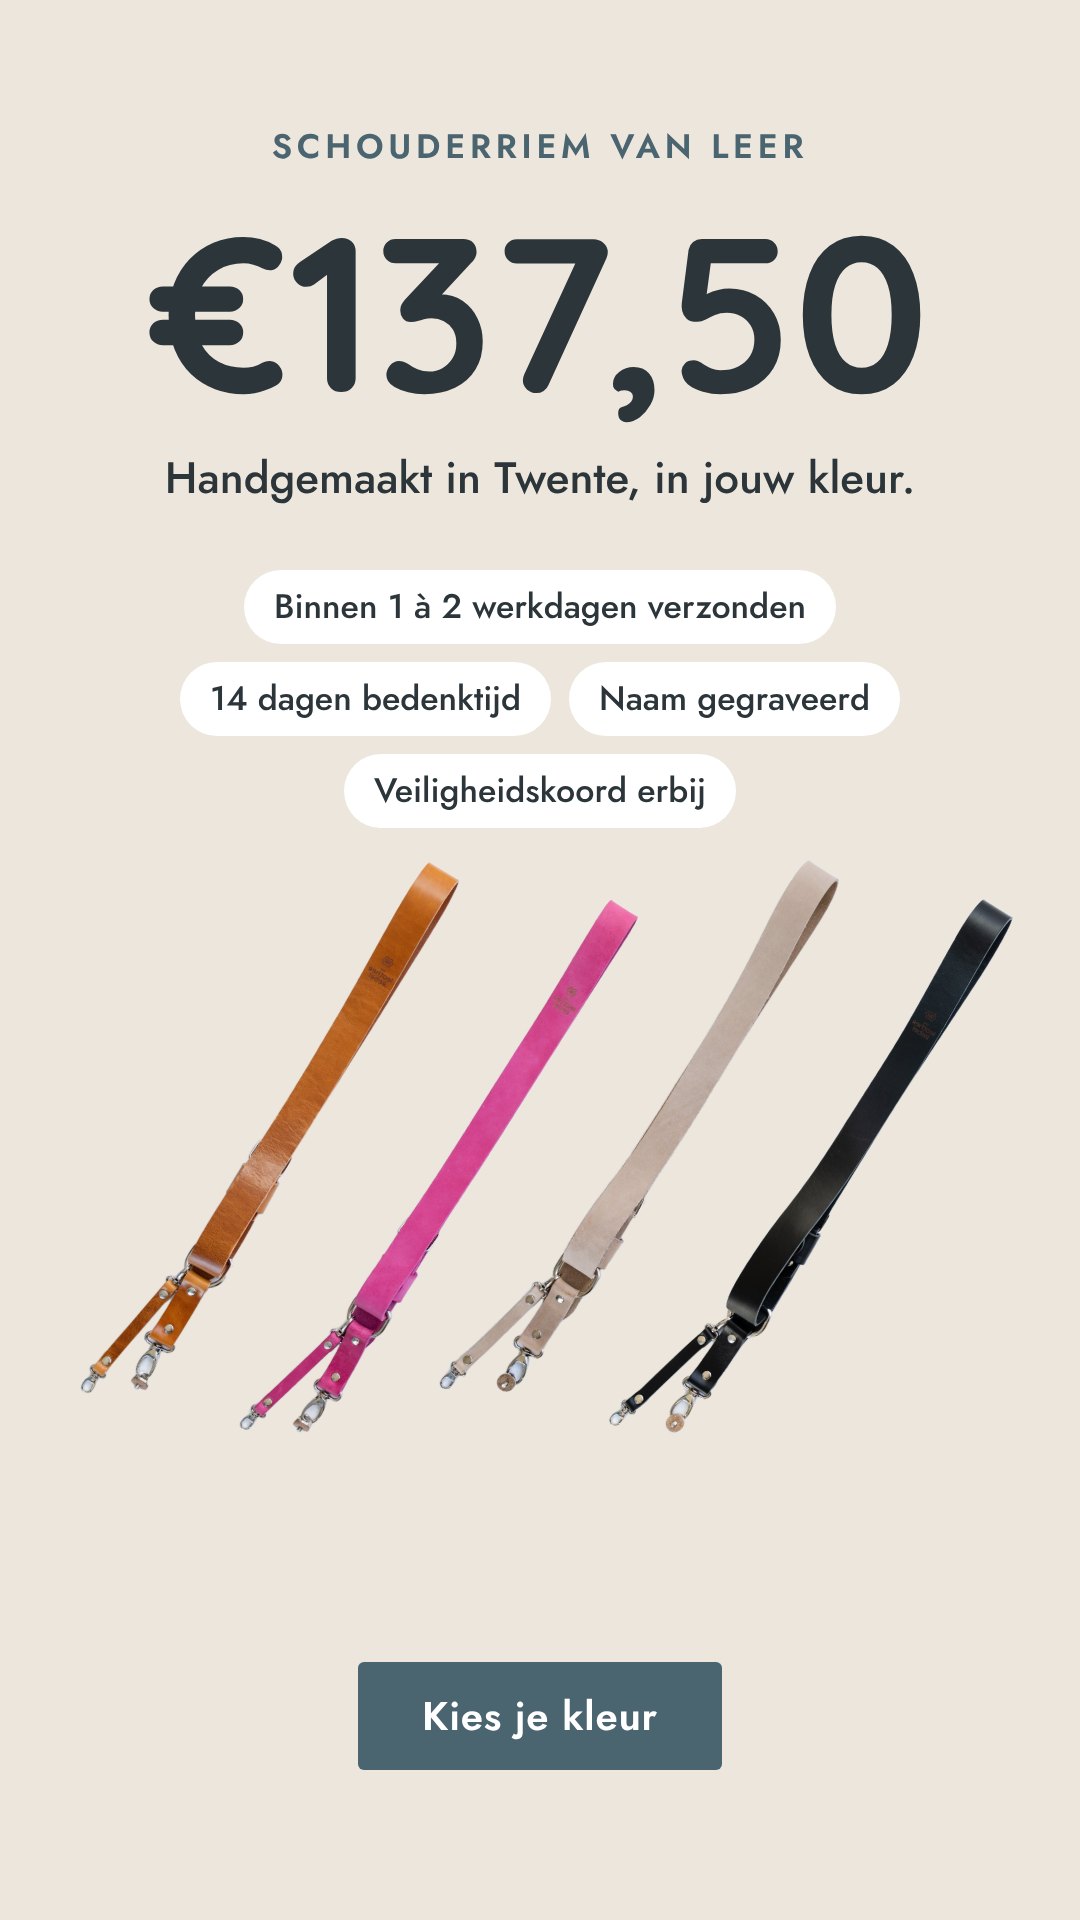 SCHOUDERRIEM VAN LEER
€137,50
Handgemaakt in Twente, in jouw kleur.
Binnen 1 à 2 werkdagen verzonden
14 dagen bedenktijd
Naam gegraveerd
Veiligheidskoord erbij
Kies je kleur